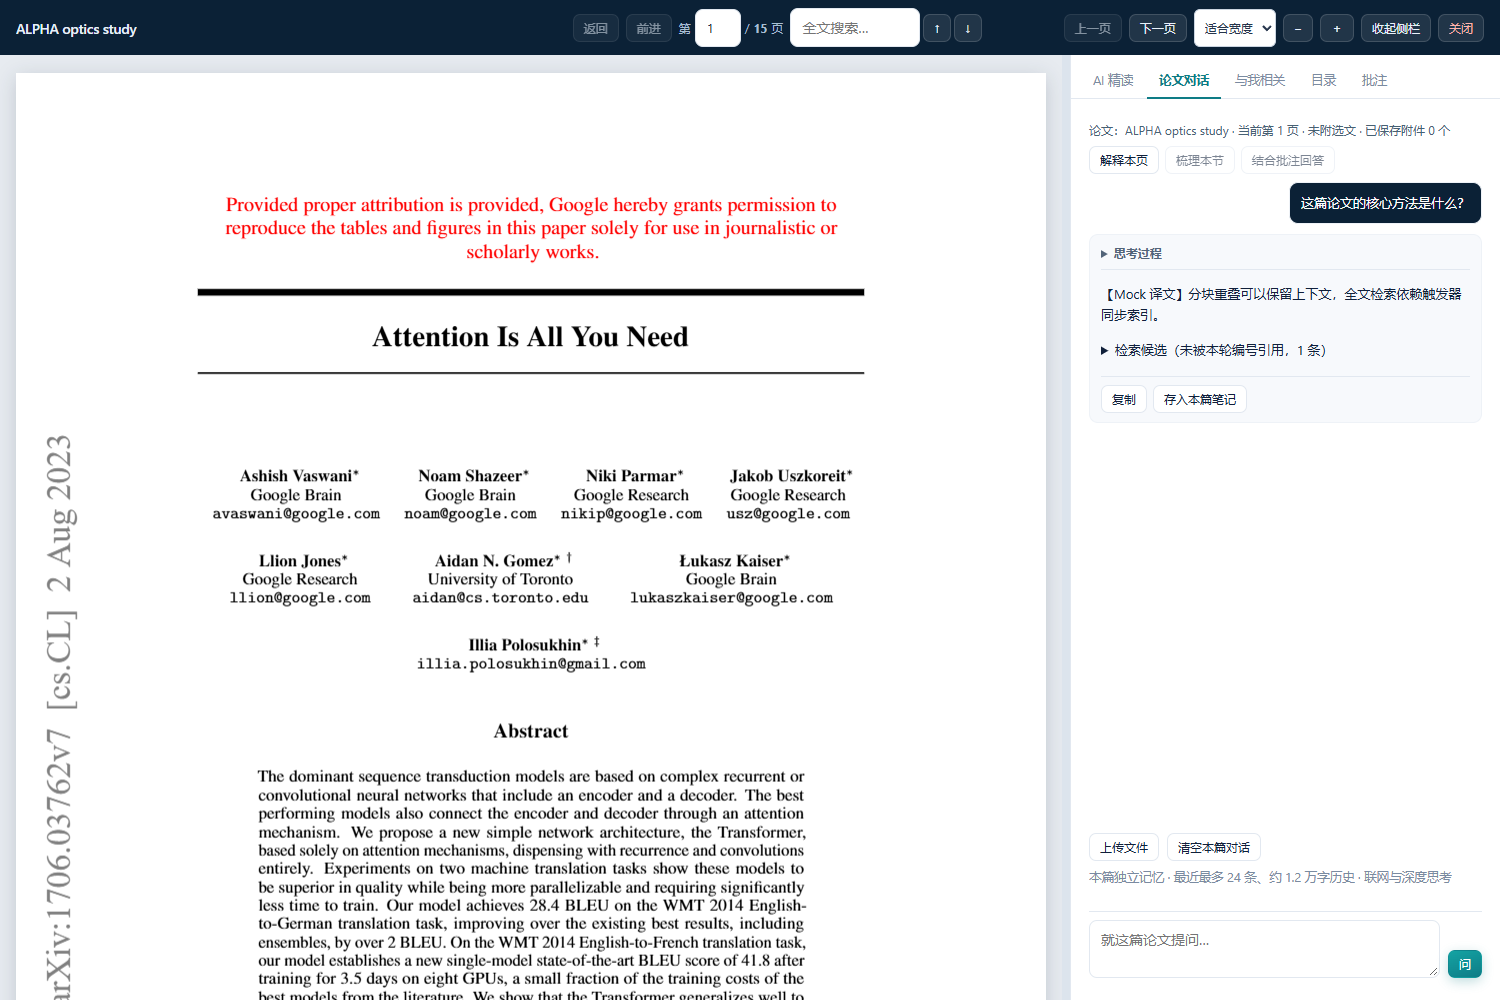 ALPHA optics study
返回 前进 第 1 / 15 页 全文搜索... ↑ ↓ 上一页 下一页 适合宽度 − + 收起侧栏 关闭
Provided proper attribution is provided, Google hereby grants permission to
reproduce the tables and figures in this paper solely for use in journalistic or
scholarly works.
Attention Is All You Need
Ashish Vaswani* Noam Shazeer* Niki Parmar* Jakob Uszkoreit*
Google Brain Google Brain Google Research Google Research
avaswani@google.com noam@google.com nikip@google.com usz@google.com
Llion Jones* Aidan N. Gomez* † Łukasz Kaiser*
Google Research University of Toronto Google Brain
llion@google.com aidan@cs.toronto.edu lukaszkaiser@google.com
Illia Polosukhin* ‡
illia.polosukhin@gmail.com
Abstract
The dominant sequence transduction models are based on complex recurrent or
convolutional neural networks that include an encoder and a decoder. The best
performing models also connect the encoder and decoder through an attention
mechanism. We propose a new simple network architecture, the Transformer,
based solely on attention mechanisms, dispensing with recurrence and convolutions
entirely. Experiments on two machine translation tasks show these models to
be superior in quality while being more parallelizable and requiring significantly
less time to train. Our model achieves 28.4 BLEU on the WMT 2014 English-
to-German translation task, improving over the existing best results, including
ensembles, by over 2 BLEU. On the WMT 2014 English-to-French translation task,
our model establishes a new single-model state-of-the-art BLEU score of 41.8 after
training for 3.5 days on eight GPUs, a small fraction of the training costs of the
best models from the literature. We show that the Transformer generalizes well to
arXiv:1706.03762v7 [cs.CL] 2 Aug 2023
AI 精读 论文对话 与我相关 目录 批注
论文：ALPHA optics study · 当前第 1 页 · 未附选文 · 已保存附件 0 个
解释本页 梳理本节 结合批注回答
这篇论文的核心方法是什么？
▶ 思考过程
【Mock 译文】分块重叠可以保留上下文，全文检索依赖触发器
同步索引。
▶ 检索候选（未被本轮编号引用，1 条）
复制 存入本篇笔记
上传文件 清空本篇对话
本篇独立记忆 · 最近最多 24 条、约 1.2 万字历史 · 联网与深度思考
就这篇论文提问...
问